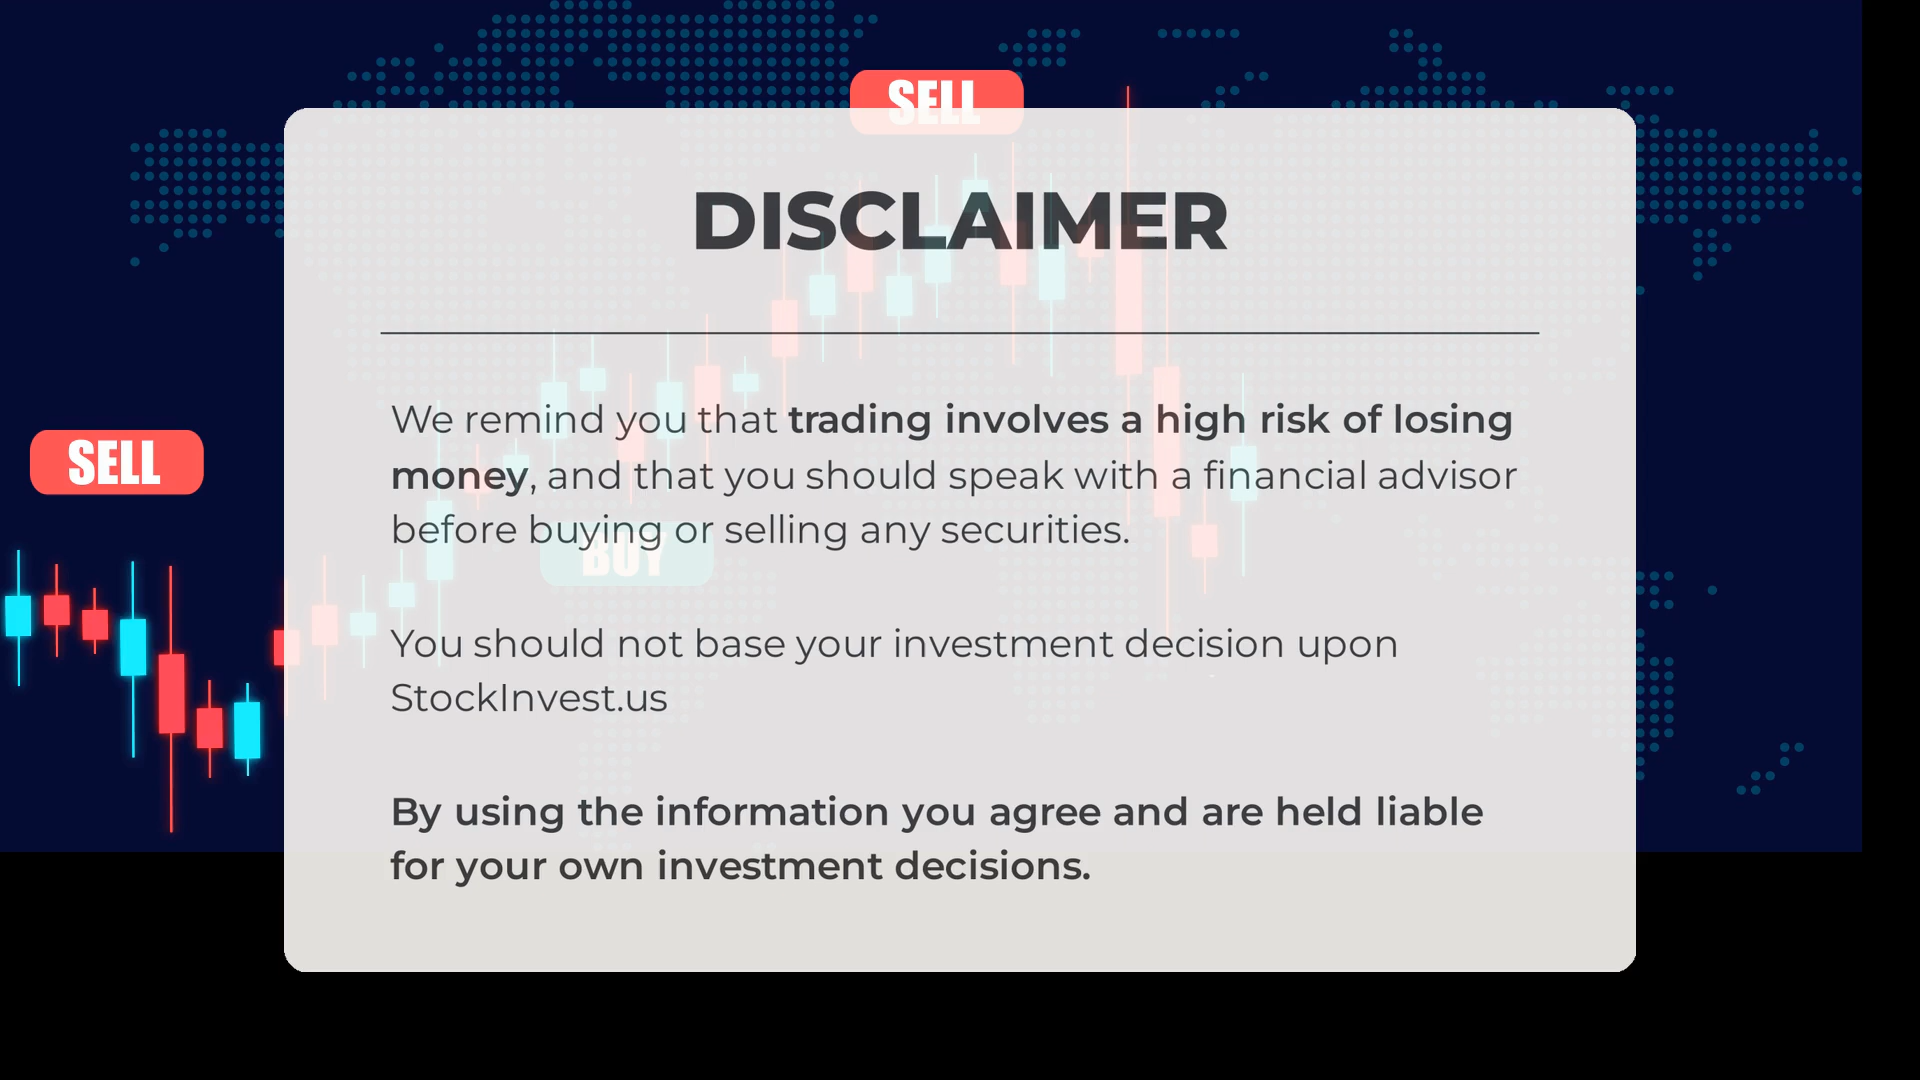 SELL
DISCLAIMER
We remind you that trading involves a high risk of losing
money, and that you should speak with a financial advisor
before buying or selling any securities.
SELL
BUY
You should not base your investment decision upon
StockInvest.us
By using the information you agree and are held liable
for your own investment decisions.